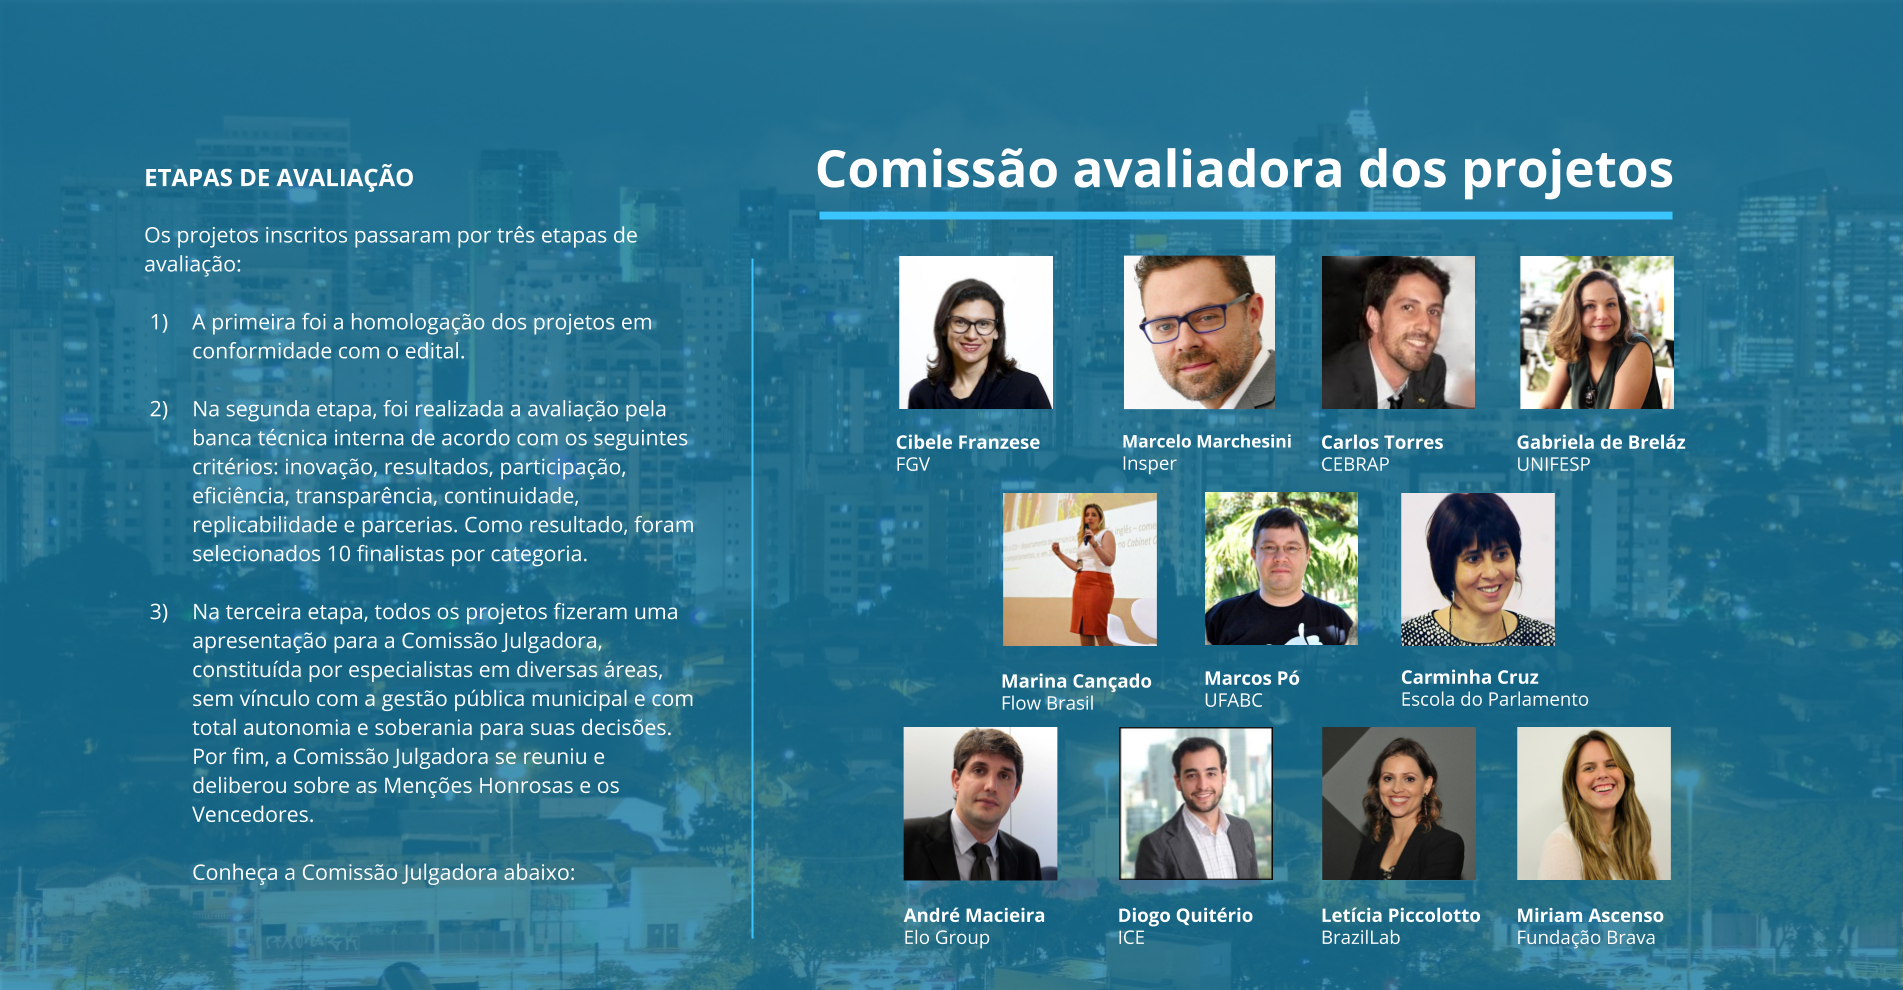 ETAPAS DE AVALIAÇÃO
Os projetos inscritos passaram por três etapas de
avaliação:
1) A primeira foi a homologação dos projetos em
conformidade com o edital.
2) Na segunda etapa, foi realizada a avaliação pela
banca técnica interna de acordo com os seguintes
critérios: inovação, resultados, participação,
eficiência, transparência, continuidade,
replicabilidade e parcerias. Como resultado, foram
selecionados 10 finalistas por categoria.
3) Na terceira etapa, todos os projetos fizeram uma
apresentação para a Comissão Julgadora,
constituída por especialistas em diversas áreas,
sem vínculo com a gestão pública municipal e com
total autonomia e soberania para suas decisões.
Por fim, a Comissão Julgadora se reuniu e
deliberou sobre as Menções Honrosas e os
Vencedores.
Conheça a Comissão Julgadora abaixo:
Comissão avaliadora dos projetos
Cibele Franzese
FGV
Marcelo Marchesini
Insper
Carlos Torres
CEBRAP
Gabriela de Breláz
UNIFESP
Marina Cançado
Flow Brasil
Marcos Pó
UFABC
Carminha Cruz
Escola do Parlamento
André Macieira
Elo Group
Diogo Quitério
ICE
Letícia Piccolotto
BrazilLab
Miriam Ascenso
Fundação Brava